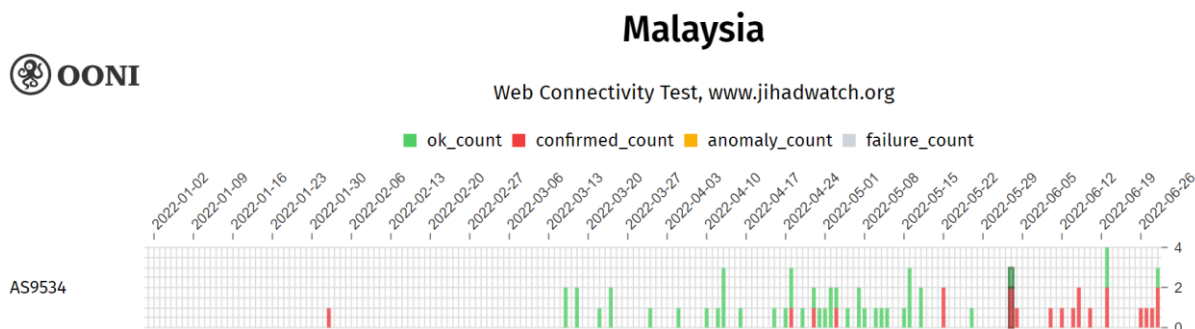 Malaysia
OONI
Web Connectivity Test, www.jihadwatch.org
ok_count confirmed_count anomaly_count failure_count
2022-01-02 2022-01-09 2022-01-16 2022-01-23 2022-01-30 2022-02-06 2022-02-13 2022-02-20 2022-02-27 2022-03-06 2022-03-13 2022-03-20 2022-03-27 2022-04-03 2022-04-10 2022-04-17 2022-04-24 2022-05-01 2022-05-08 2022-05-15 2022-05-22 2022-05-29 2022-06-05 2022-06-12 2022-06-19 2022-06-26
4
AS9534 2
0